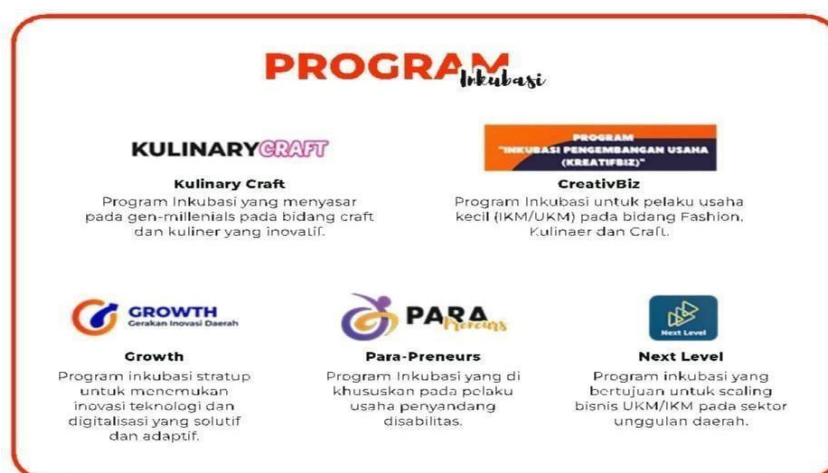 PROGRAM
Inkubasi
KULINARYCRAFT
Kulinary Craft
Program Inkubasi yang menyasar
pada gen-millenials pada bidang craft
dan kuliner yang inovatif.
PROGRAM
"INKUBASI PENGEMBANGAN USAHA
(KREATIFBIZ)"
CreativBiz
Program Inkubasi untuk pelaku usaha
kecil (IKM/UKM) pada bidang Fashion,
Kulinaer dan Craft.
GROWTH
Gerakan Inovasi Daerah
Growth
Program inkubasi stratup
untuk menemukan
inovasi teknologi dan
digitalisasi yang solutif
dan adaptif.
PARA
Preneurs
Para-Preneurs
Program Inkubasi yang di
khususkan pada pelaku
usaha penyandang
disabilitas.
Next Level
Next Level
Program inkubasi yang
bertujuan untuk scaling
bisnis UKM/IKM pada sektor
unggulan daerah.